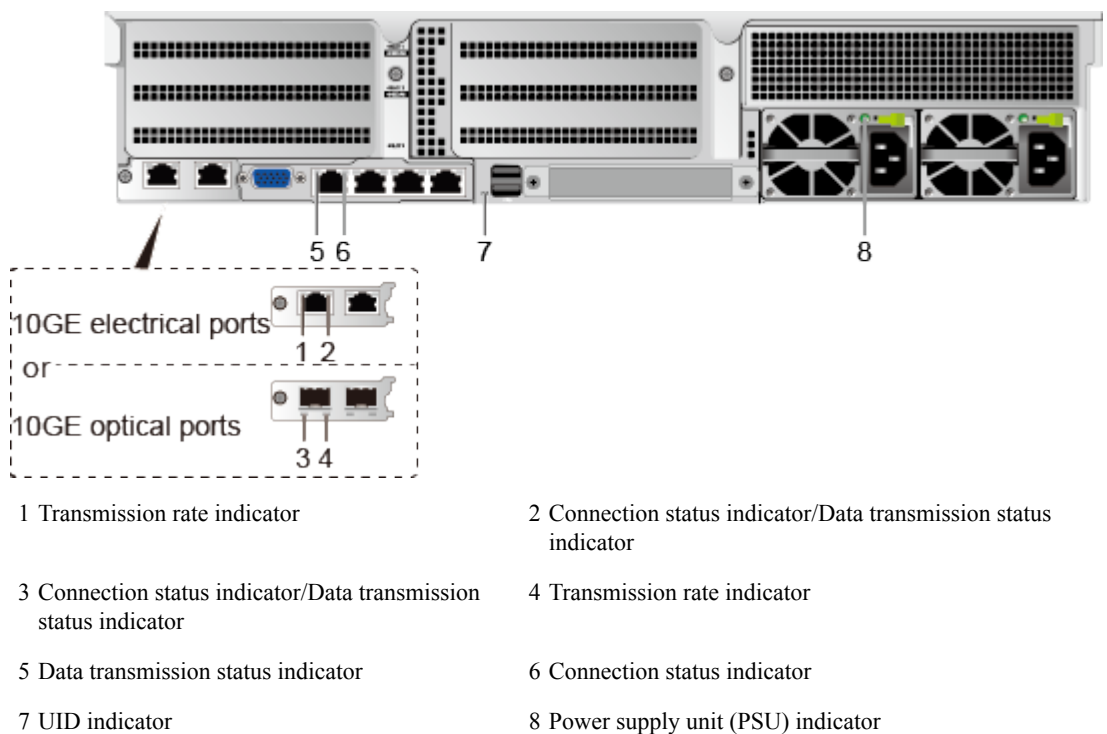 5 6
7
8
10GE electrical ports
1 2
or
10GE optical ports
3 4
1 Transmission rate indicator
2 Connection status indicator/Data transmission status
indicator
3 Connection status indicator/Data transmission
status indicator
4 Transmission rate indicator
5 Data transmission status indicator
6 Connection status indicator
7 UID indicator
8 Power supply unit (PSU) indicator